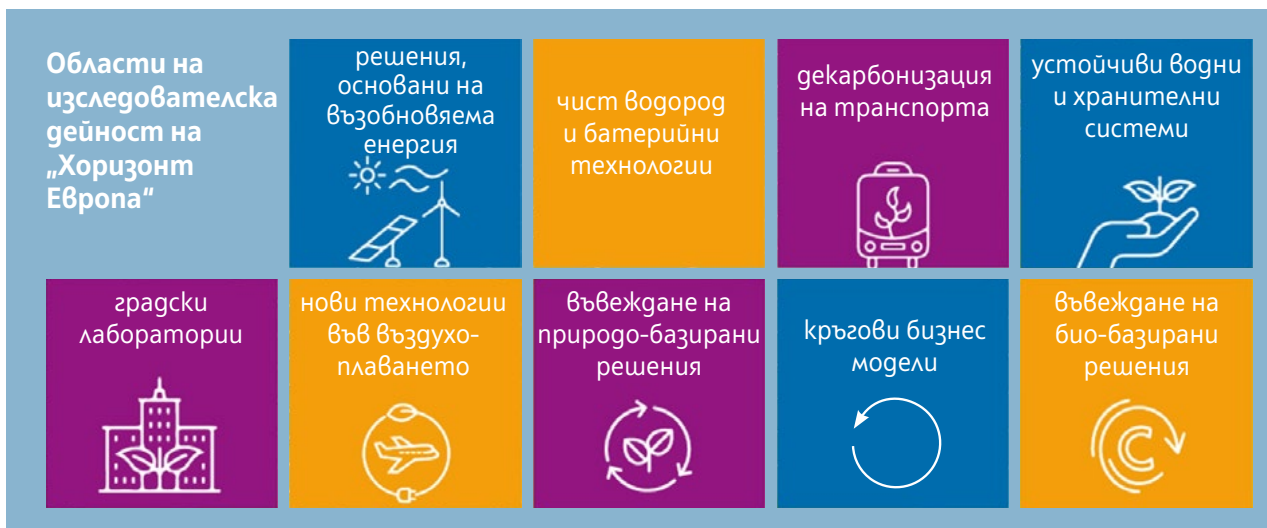 Области на
изследователска
дейност на
„Хоризонт
Европа“
решения,
основани на
възобновяема
енергия
чист водород
и батерийни
технологии
декарбонизация
на транспорта
устойчиви водни
и хранителни
системи
градски
лаборатории
нови технологии
във въздухо-
плаването
въвеждане на
природо-базирани
решения
кръгови бизнес
модели
въвеждане на
био-базирани
решения
C